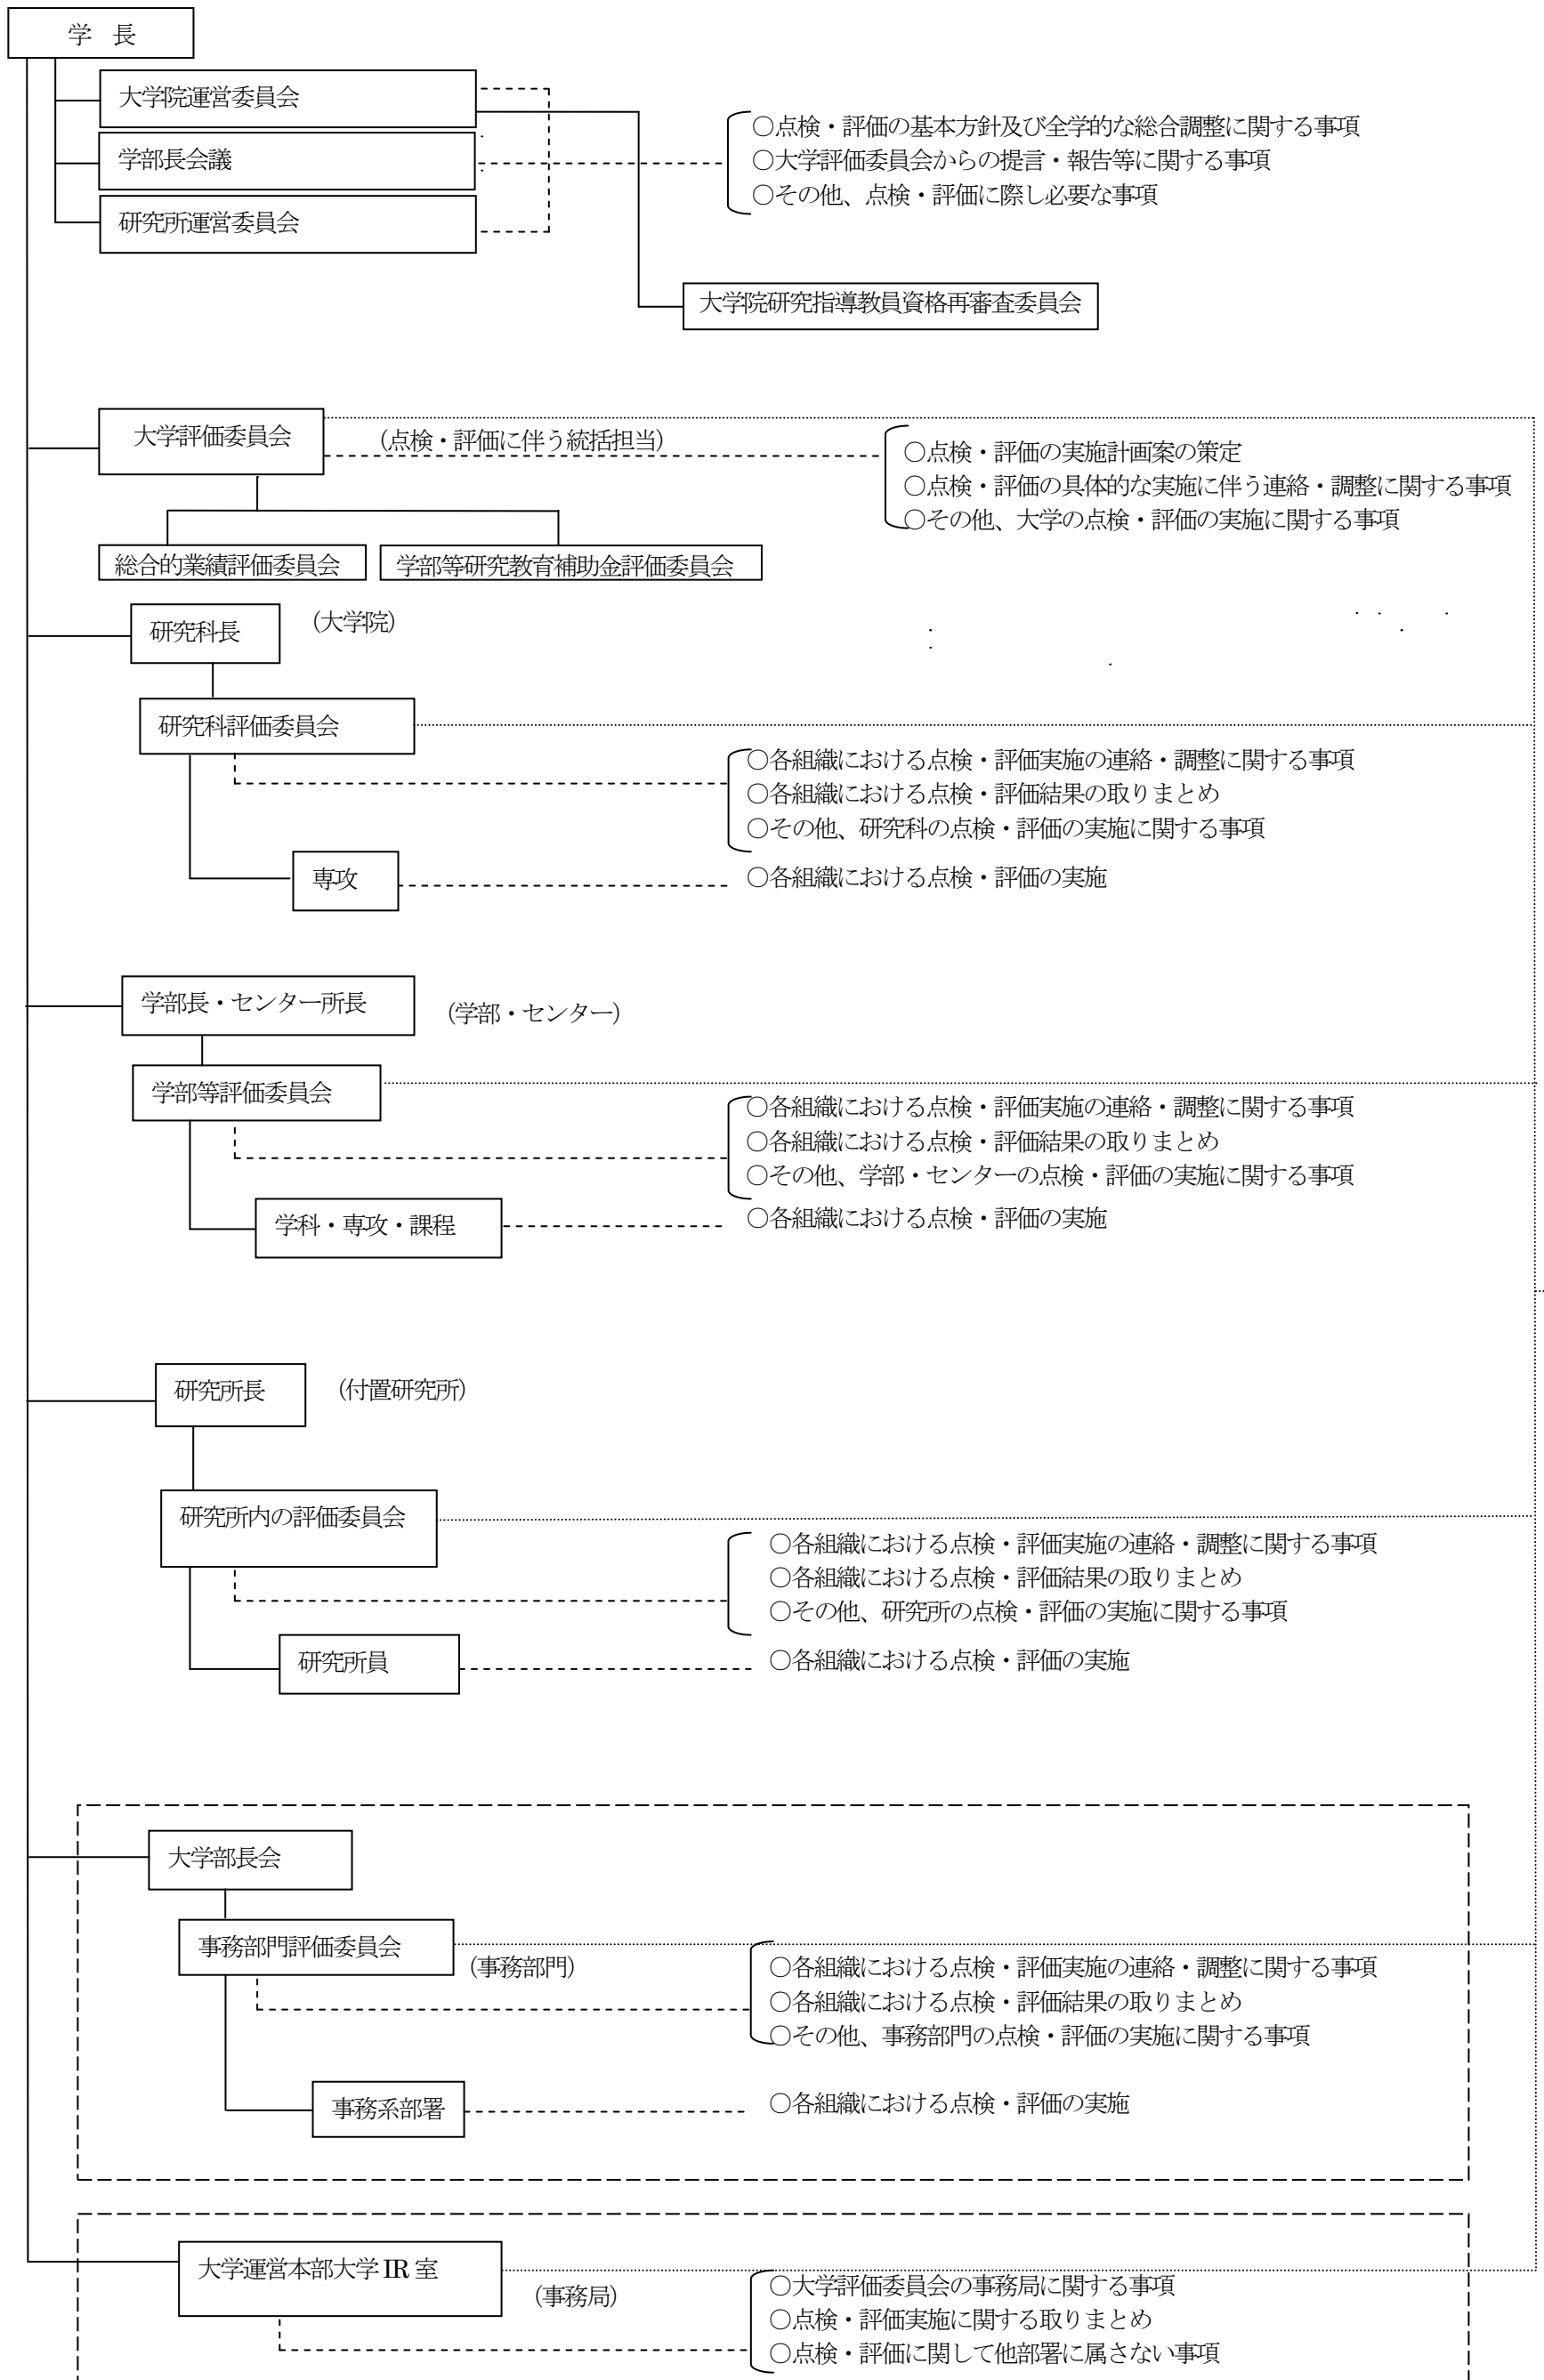 学　長
大学院運営委員会
学部長会議
研究所運営委員会
○点検・評価の基本方針及び全学的な総合調整に関する事項
○大学評価委員会からの提言・報告等に関する事項
○その他、点検・評価に際し必要な事項
大学院研究指導教員資格再審査委員会
大学評価委員会
（点検・評価に伴う統括担当）
○点検・評価の実施計画案の策定
○点検・評価の具体的な実施に伴う連絡・調整に関する事項
○その他、大学の点検・評価の実施に関する事項
総合的業績評価委員会
学部等研究教育補助金評価委員会
研究科長
（大学院）
研究科評価委員会
○各組織における点検・評価実施の連絡・調整に関する事項
○各組織における点検・評価結果の取りまとめ
○その他、研究科の点検・評価の実施に関する事項
専攻
○各組織における点検・評価の実施
学部長・センター所長
（学部・センター）
学部等評価委員会
○各組織における点検・評価実施の連絡・調整に関する事項
○各組織における点検・評価結果の取りまとめ
○その他、学部・センターの点検・評価の実施に関する事項
学科・専攻・課程
○各組織における点検・評価の実施
研究所長
（付置研究所）
研究所内の評価委員会
○各組織における点検・評価実施の連絡・調整に関する事項
○各組織における点検・評価結果の取りまとめ
○その他、研究所の点検・評価の実施に関する事項
研究所員
○各組織における点検・評価の実施
大学部長会
事務部門評価委員会
（事務部門）
○各組織における点検・評価実施の連絡・調整に関する事項
○各組織における点検・評価結果の取りまとめ
○その他、事務部門の点検・評価の実施に関する事項
事務系部署
○各組織における点検・評価の実施
大学運営本部大学 IR 室
（事務局）
○大学評価委員会の事務局に関する事項
○点検・評価実施に関する取りまとめ
○点検・評価に関して他部署に属さない事項